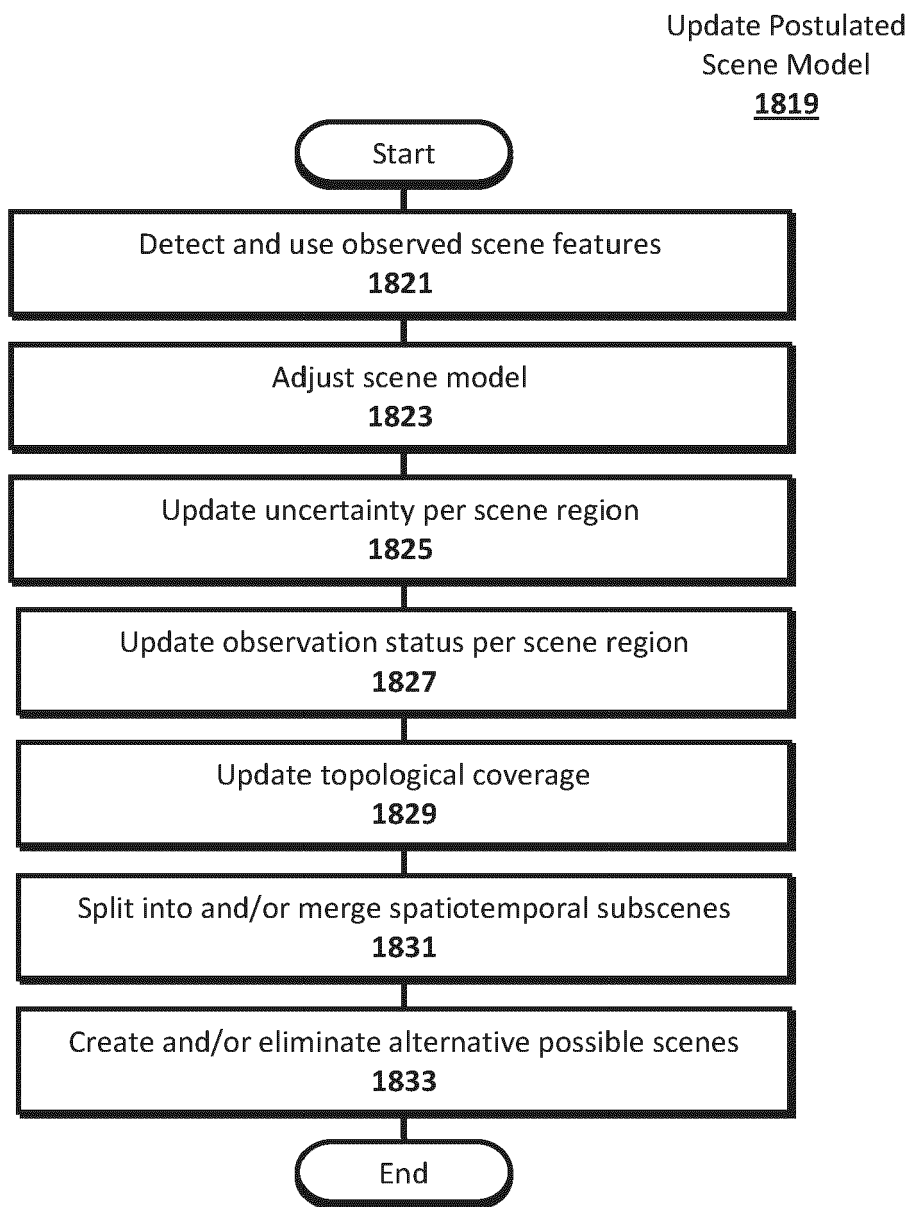 Update Postulated
Scene Model
1819
Start
Detect and use observed scene features
1821
Adjust scene model
1823
Update uncertainty per scene region
1825
Update observation status per scene region
1827
Update topological coverage
1829
Split into and/or merge spatiotemporal subscenes
1831
Create and/or eliminate alternative possible scenes
1833
End